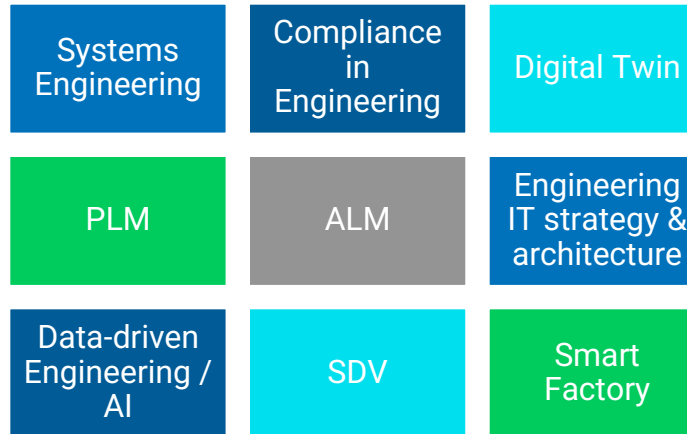 Systems
Engineering
Compliance
in
Engineering
Digital Twin
PLM
ALM
Engineering
IT strategy &
architecture
Data-driven
Engineering /
AI
SDV
Smart
Factory